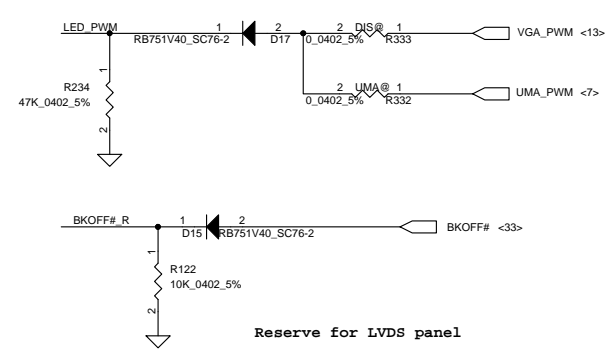 LED_PWM 1 2 2 DIS@ 1 VGA_PWM <13>
RB751V40_SC76-2 D17 0_0402_5% R333
1
R234
47K_0402_5%
2
2 UMA@ 1 UMA_PWM <7>
0_0402_5% R332
BKOFF#_R 1 2 BKOFF# <33>
D15 RB751V40_SC76-2
1
R122
10K_0402_5%
2
Reserve for LVDS panel